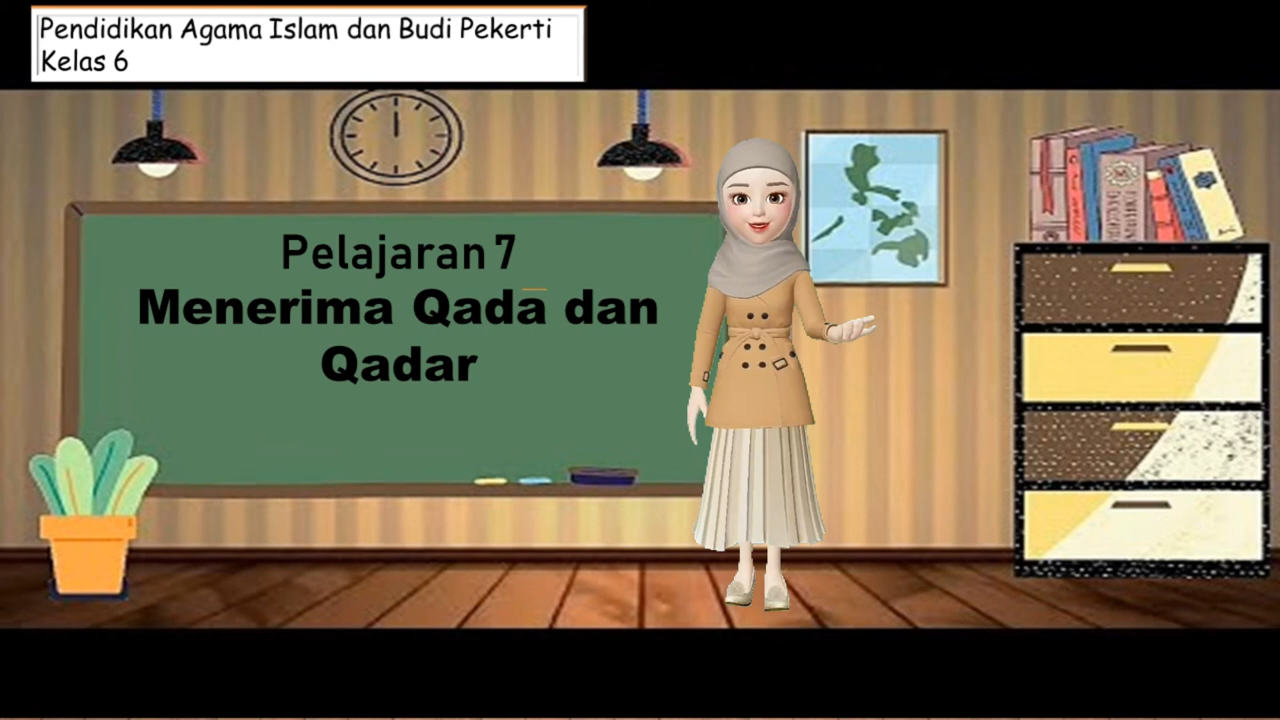 Pendidikan Agama Islam dan Budi Pekerti
Kelas 6
Pelajaran 7
Menerima Qada dan
Qadar